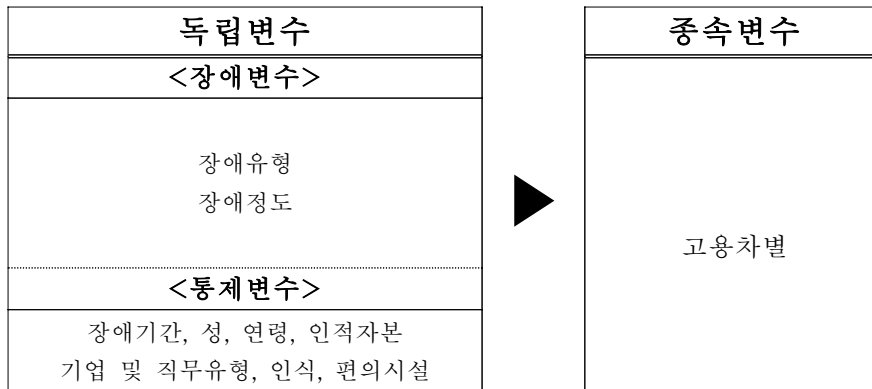 독립변수
<장애변수>
장애유형
장애정도
<통제변수>
장애기간, 성, 연령, 인적자본
기업 및 직무유형, 인식, 편의시설
종속변수
고용차별